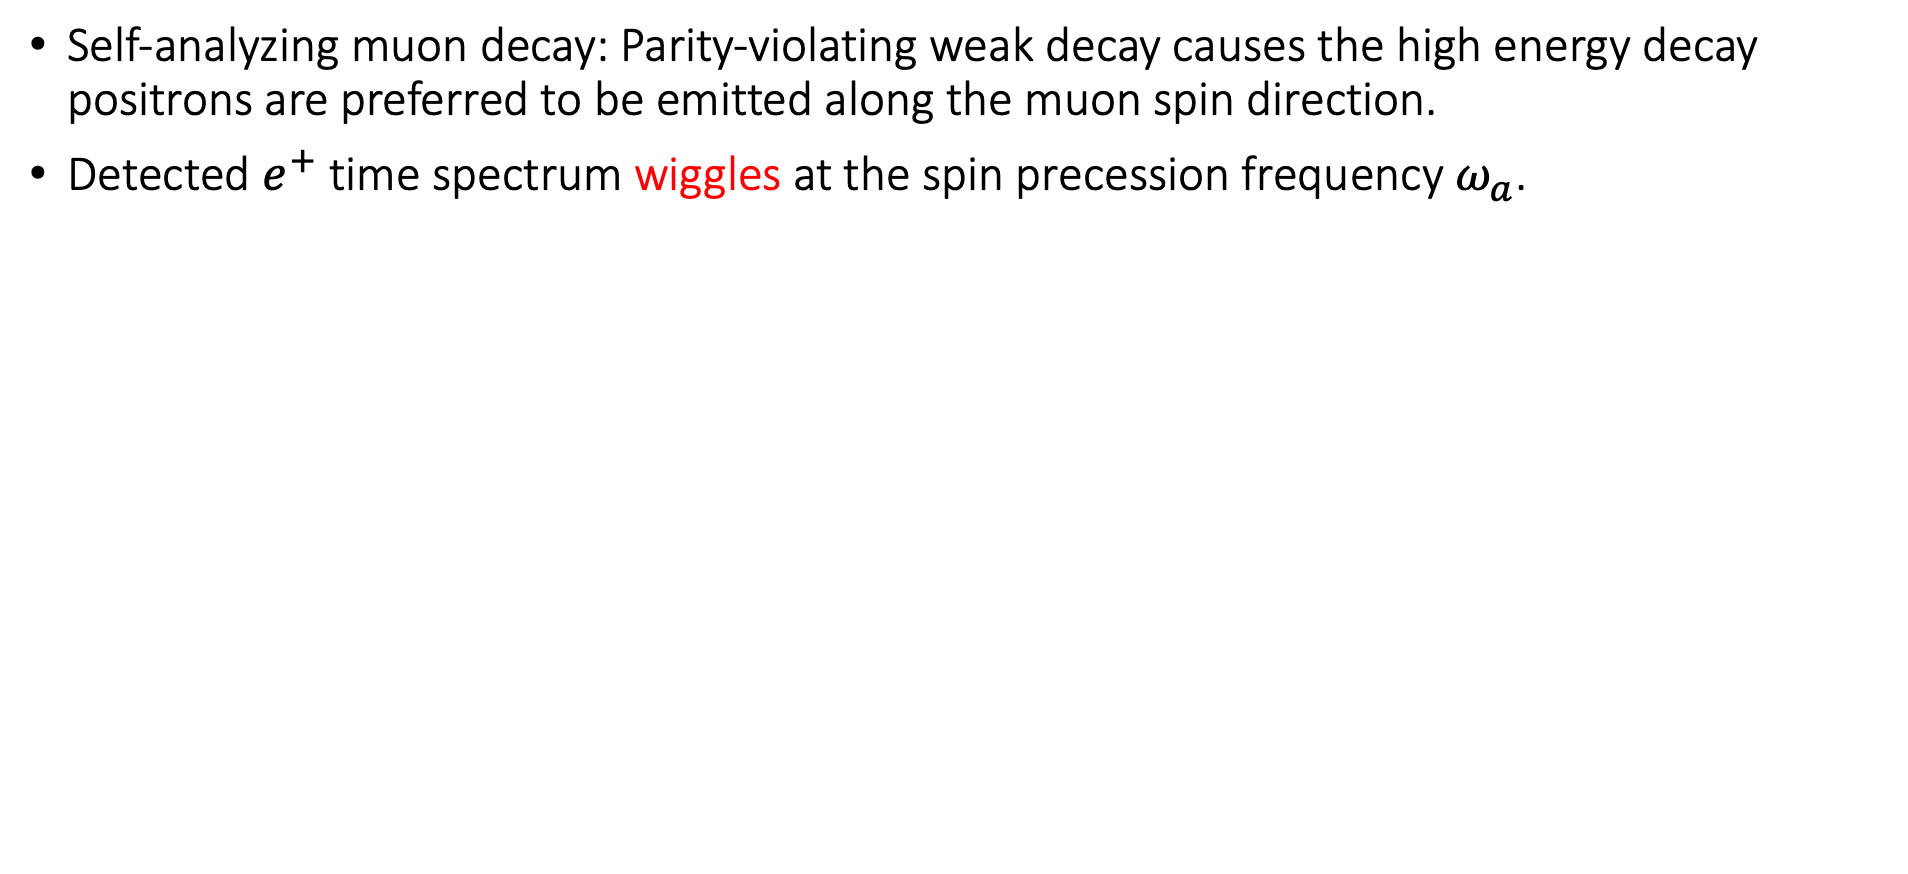 • Self-analyzing muon decay: Parity-violating weak decay causes the high energy decay
positrons are preferred to be emitted along the muon spin direction.
• Detected e⁺ time spectrum wiggles at the spin precession frequency ωₐ.